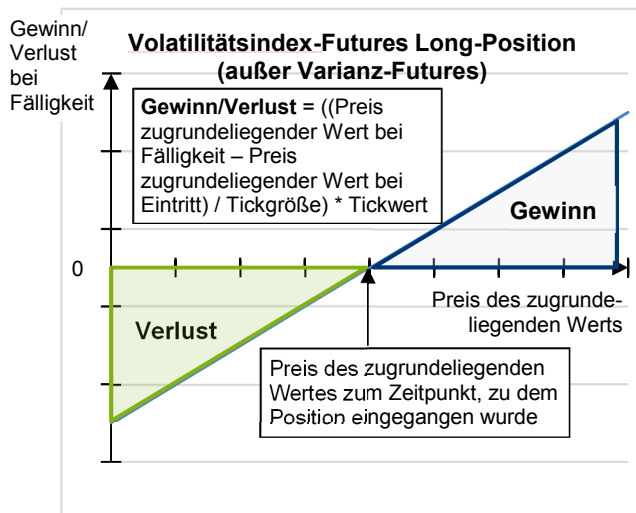 Gewinn/
Verlust
bei
Fälligkeit
Volatilitätsindex-Futures Long-Position
(außer Varianz-Futures)
Gewinn/Verlust = ((Preis
zugrundeliegender Wert bei
Fälligkeit – Preis
zugrundeliegender Wert bei
Eintritt) / Tickgröße) * Tickwert
Gewinn
0
Preis des zugrunde-
liegenden Werts
Verlust
Preis des zugrundeliegenden
Wertes zum Zeitpunkt, zu dem
Position eingegangen wurde